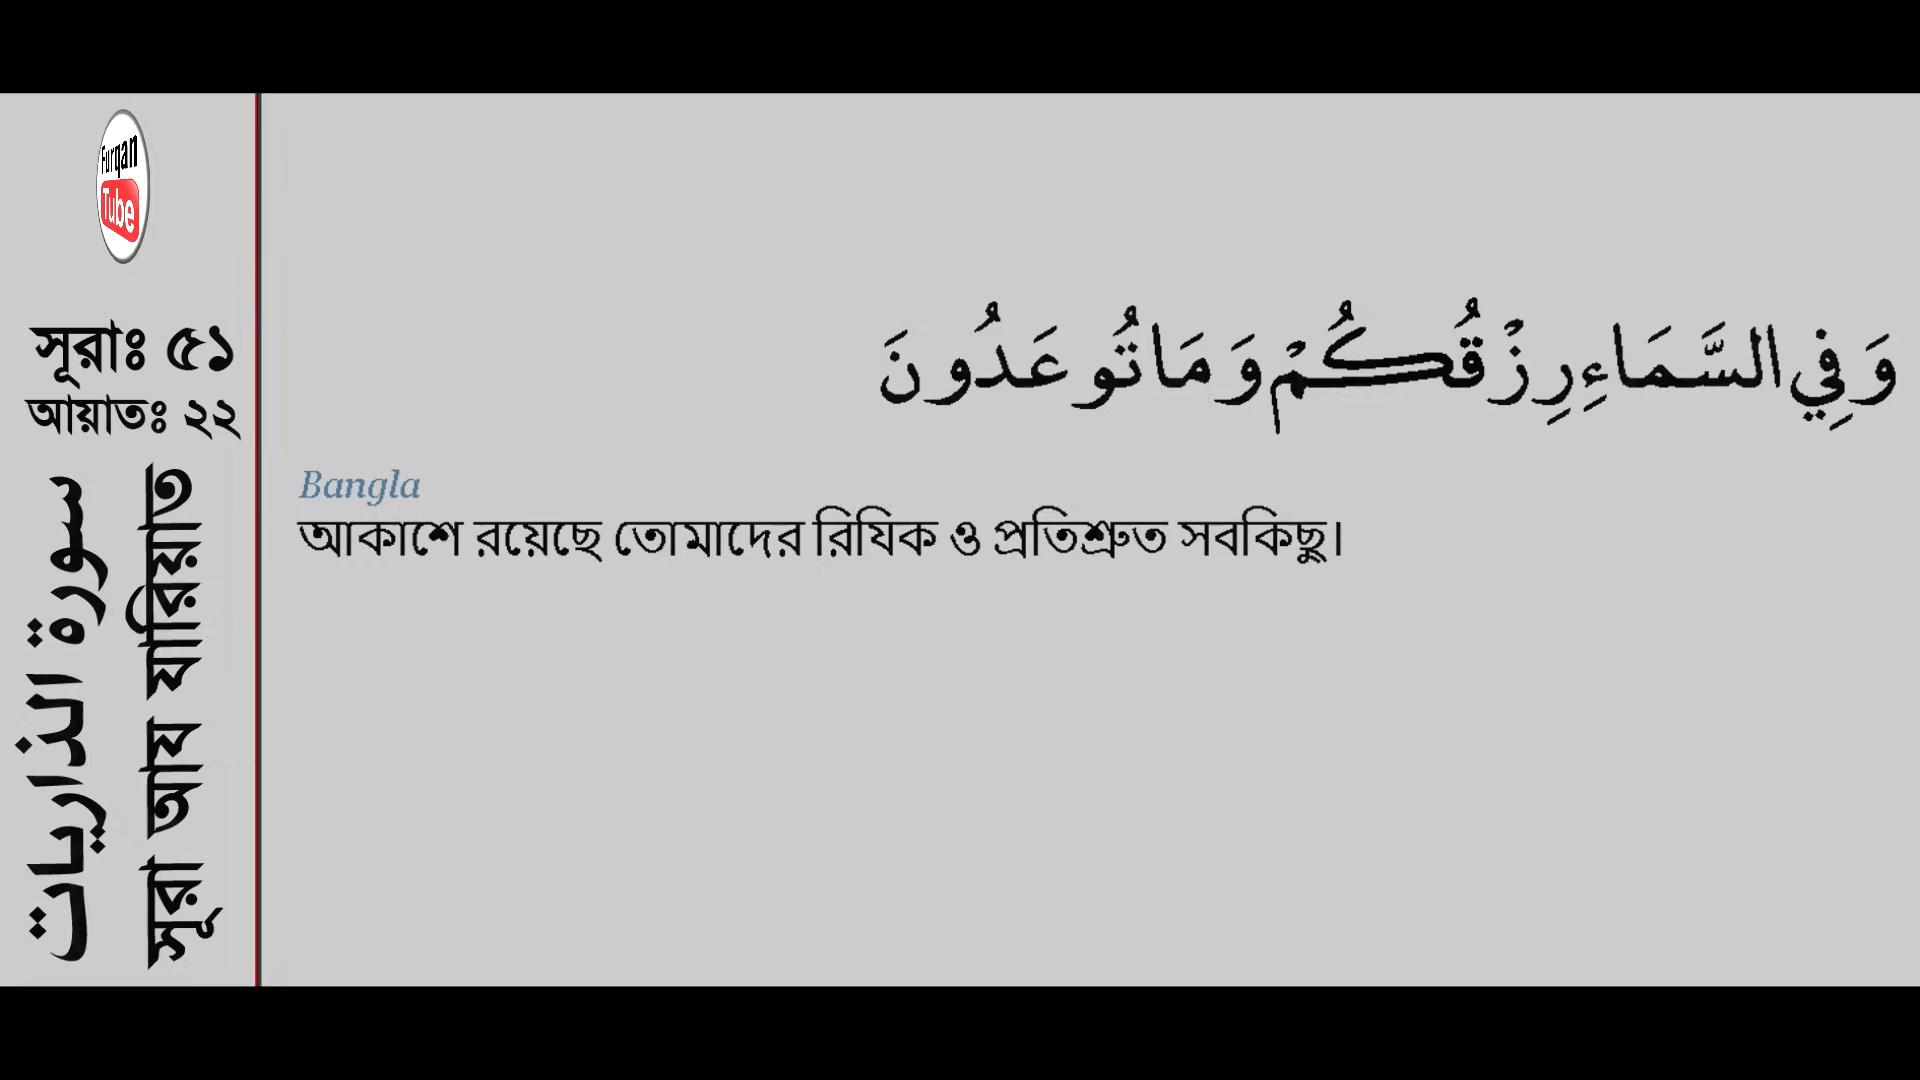 Furqan
Tube
সূরাঃ ৫১
আয়াতঃ ২২
سورة الذاريات
সূরা আয যারিয়াত
وَفِي السَّمَاءِ رِزْقُكُمْ وَمَا تُوعَدُونَ
Bangla
আকাশে রয়েছে তোমাদের রিযিক ও প্রতিশ্রুত সবকিছু।